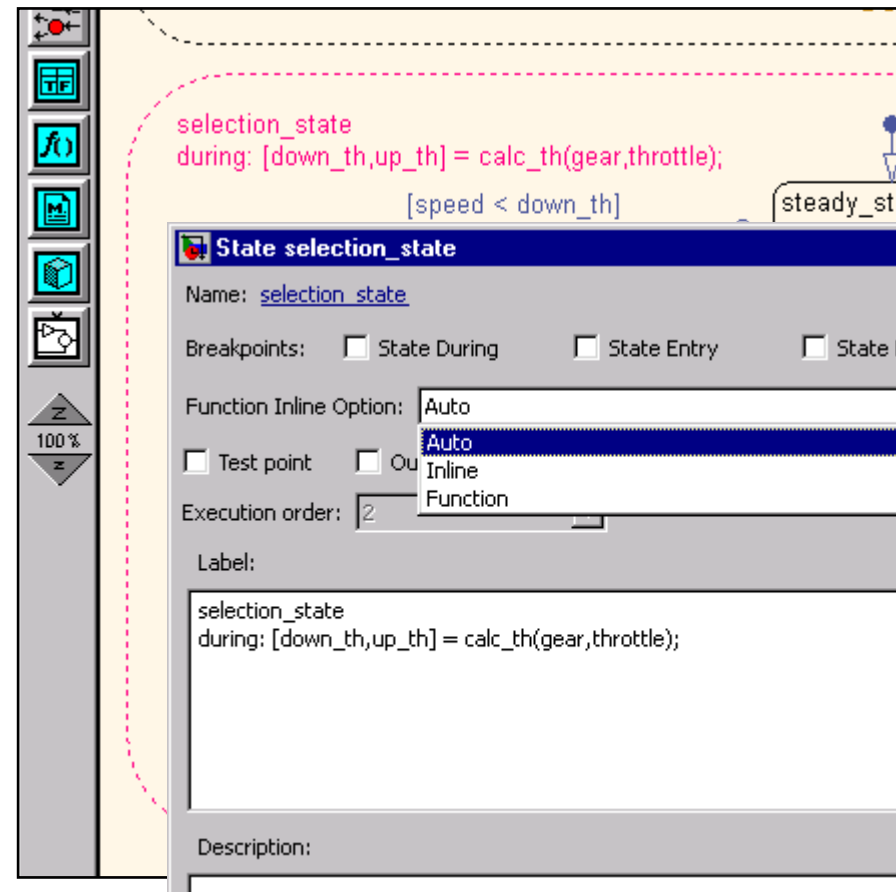 TF
selection_state
during: [down_th,up_th] = calc_th(gear,throttle);
f()
M
[speed < down_th]
steady_st
State selection_state
Name: selection_state
Breakpoints: State During State Entry State
Function Inline Option: Auto
Z
100%
Auto
Test point Ou
Inline
z
Function
Execution order: 2
Label:
selection_state
during: [down_th,up_th] = calc_th(gear,throttle);
Description: